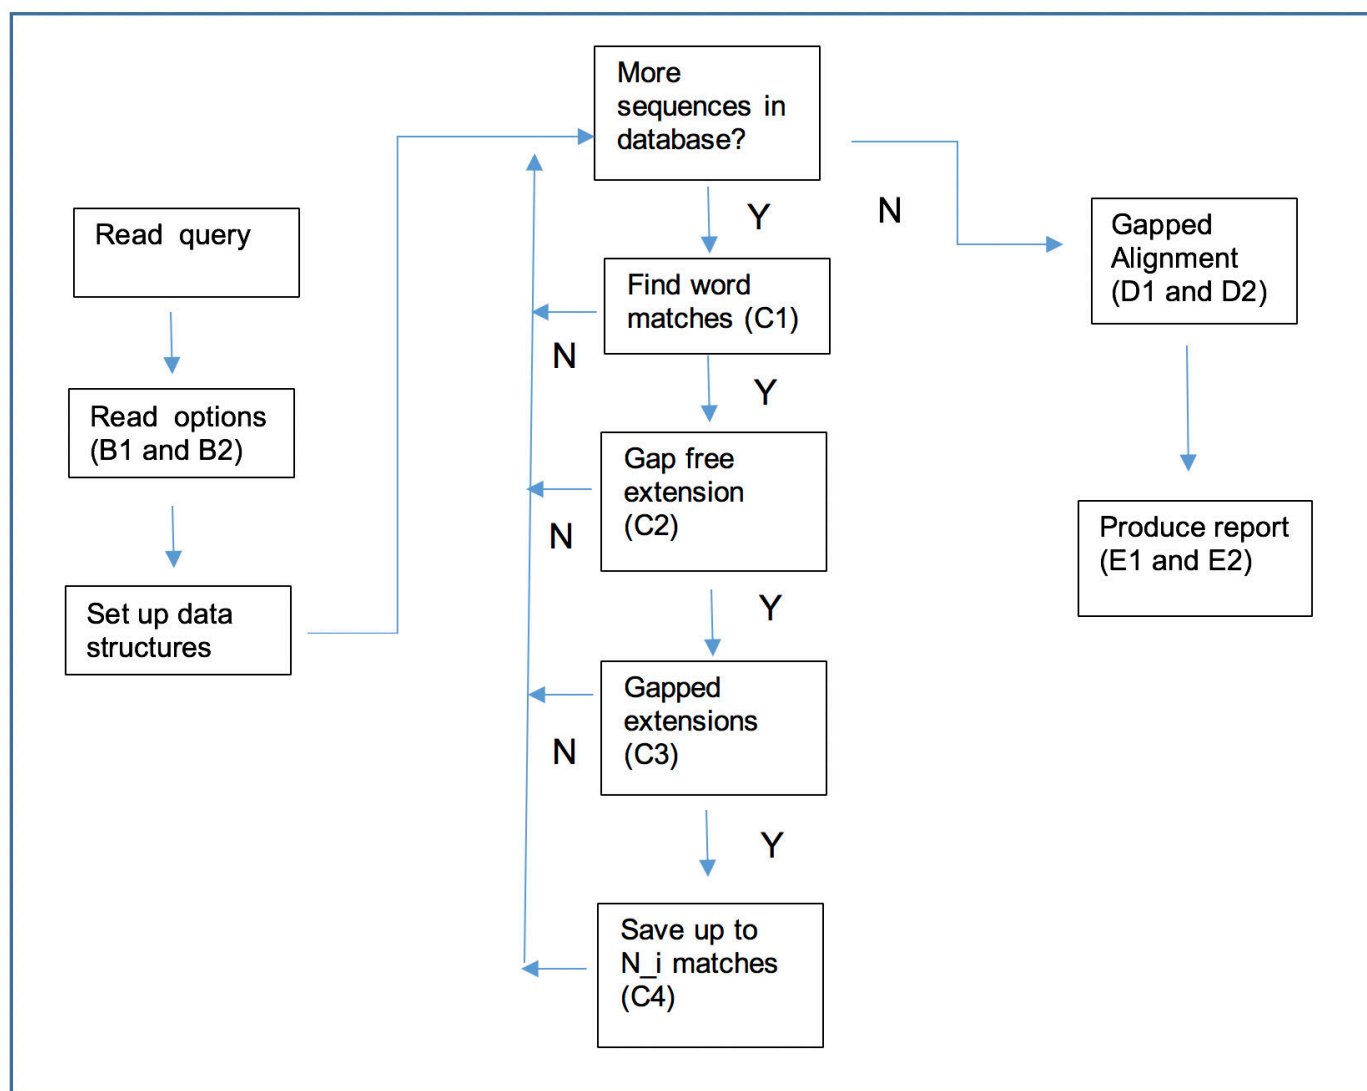 Read query
Read options
(B1 and B2)
Set up data
structures
More
sequences in
database?
Y
N
Find word
matches (C1)
N
Y
Gap free
extension
(C2)
N
Y
Gapped
extensions
(C3)
N
Y
Save up to
N_i matches
(C4)
Gapped
Alignment
(D1 and D2)
Produce report
(E1 and E2)